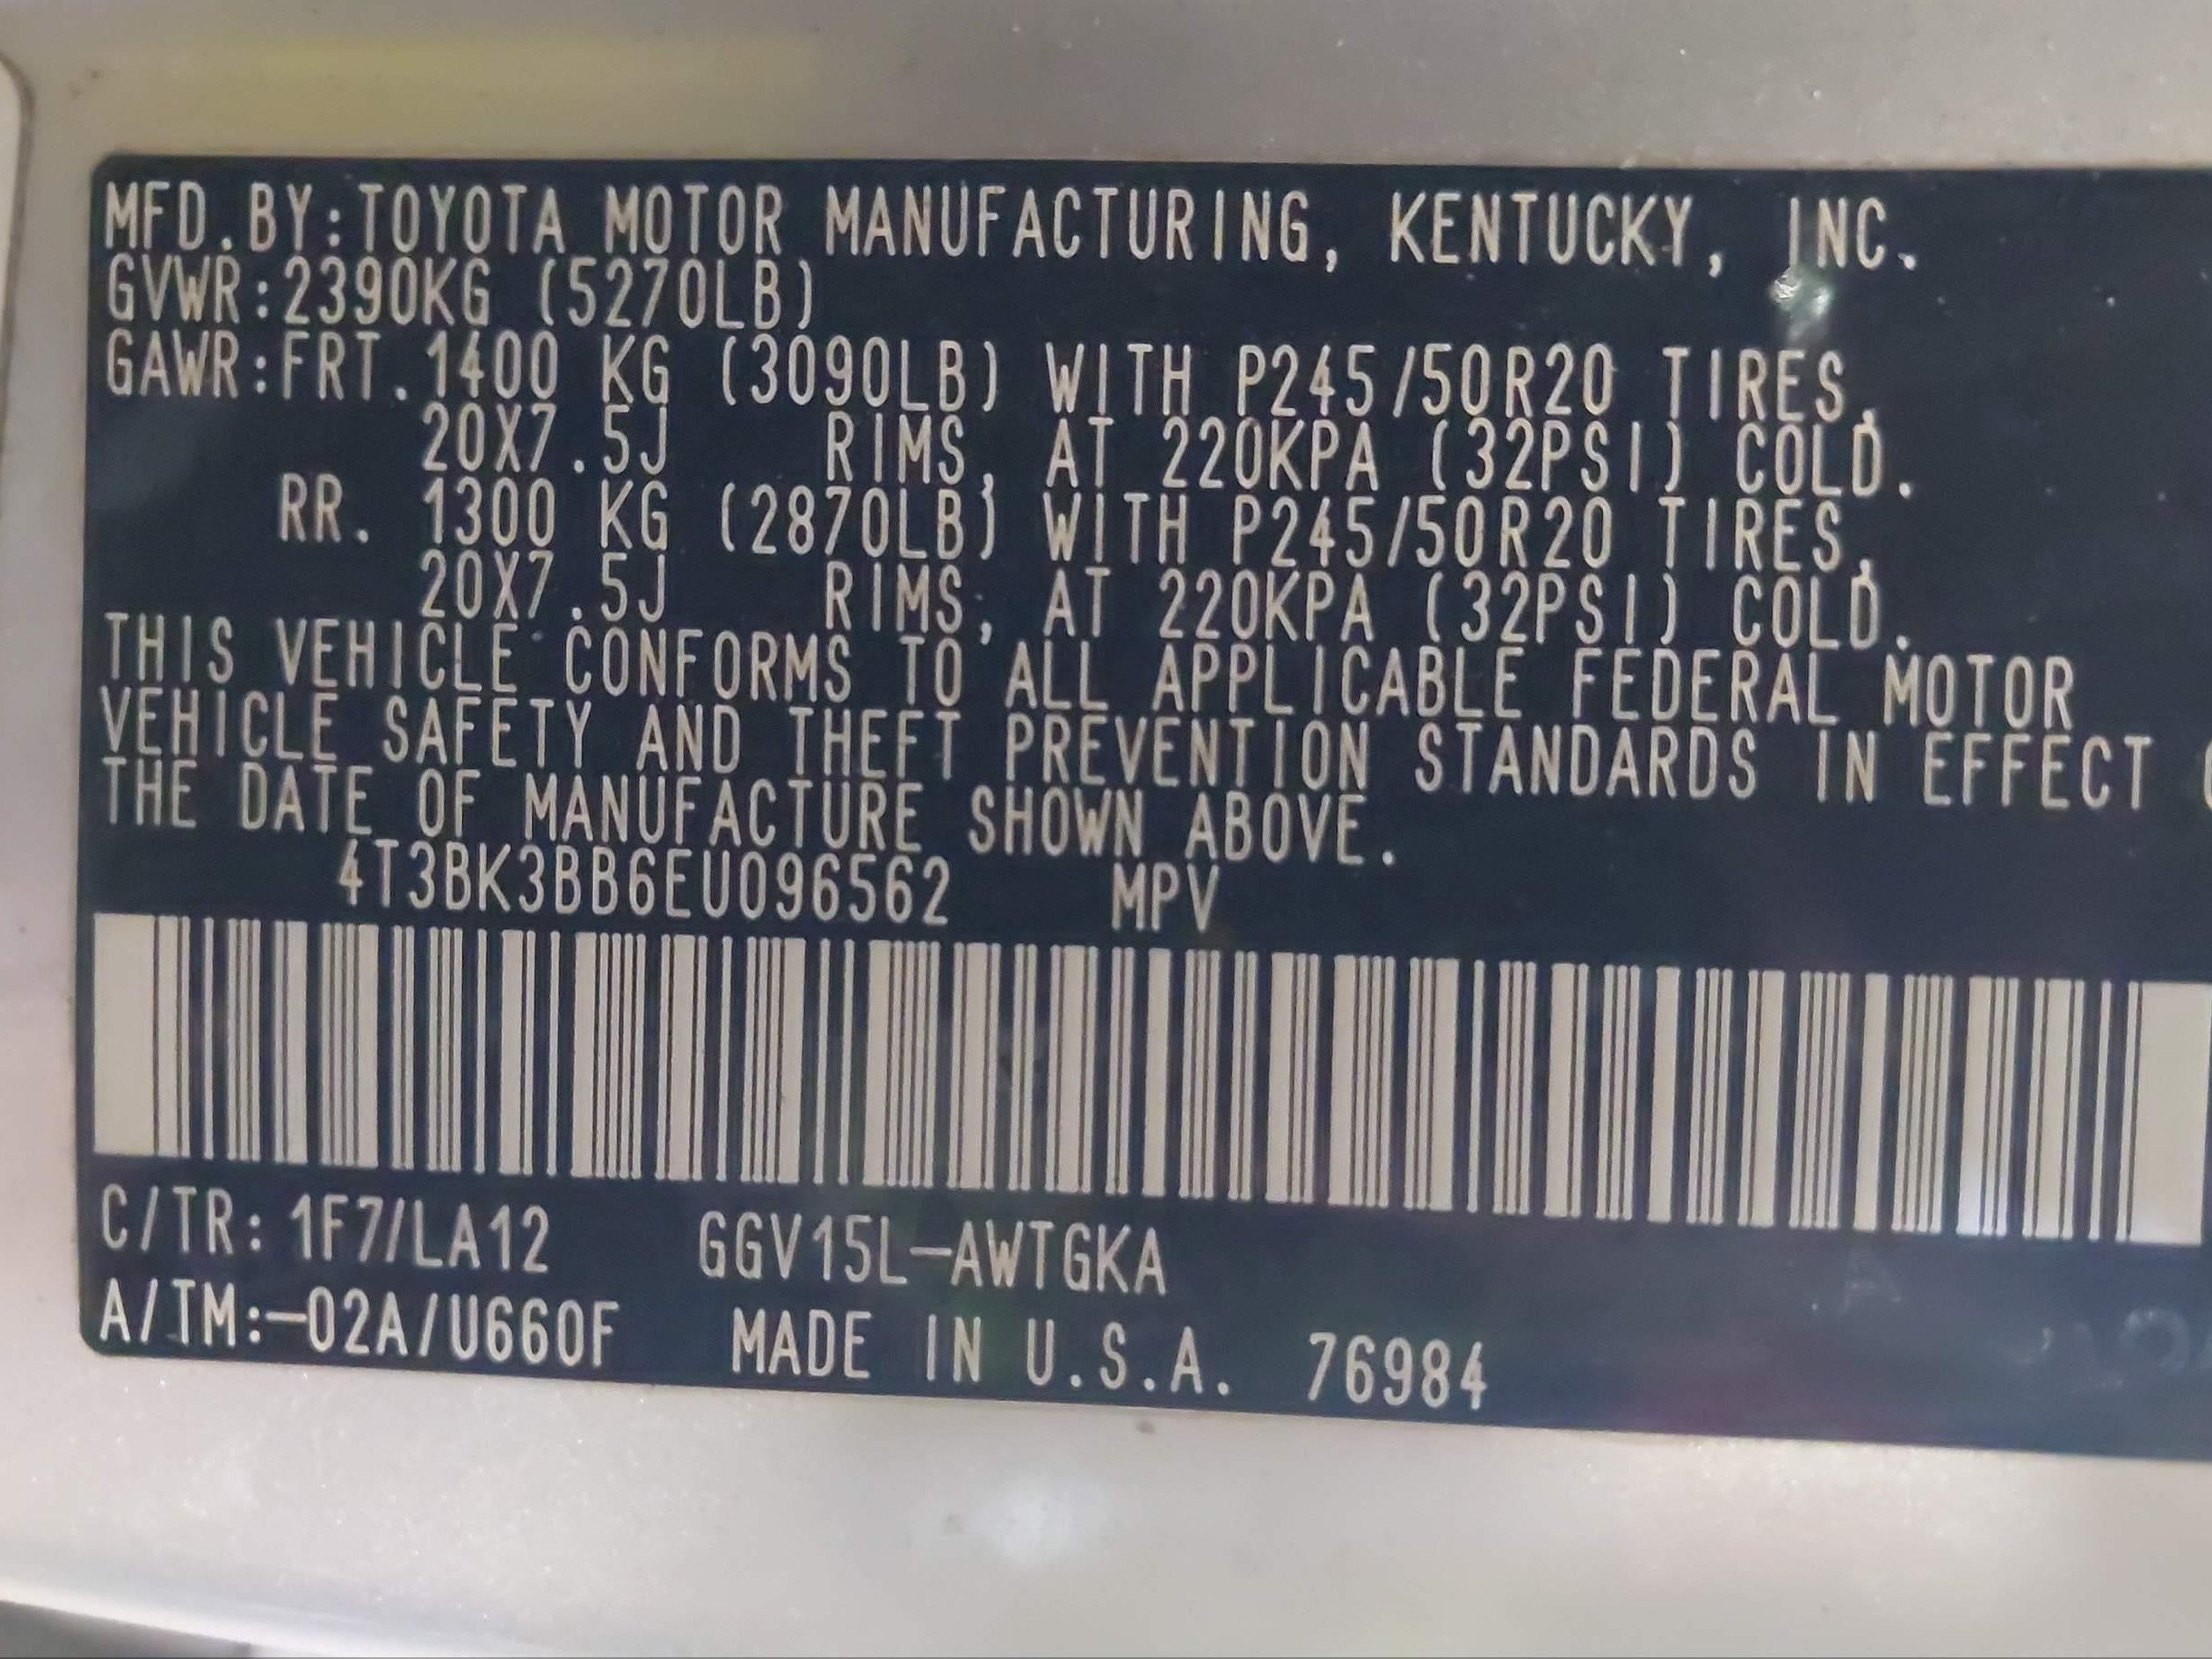 MFD.BY:TOYOTA MOTOR MANUFACTURING, KENTUCKY, INC.
GVWR:2390KG (5270LB)
GAWR:FRT.1400 KG (3090LB) WITH P245/50R20 TIRES,
20X7.5J RIMS, AT 220KPA (32PSI) COLD.
RR. 1300 KG (2870LB) WITH P245/50R20 TIRES,
20X7.5J RIMS, AT 220KPA (32PSI) COLD.
THIS VEHICLE CONFORMS TO ALL APPLICABLE FEDERAL MOTOR
VEHICLE SAFETY AND THEFT PREVENTION STANDARDS IN EFFECT
THE DATE OF MANUFACTURE SHOWN ABOVE.
4T3BK3BB6EU096562 MPV
C/TR: 1F7/LA12 GGV15L-AWTGKA
A/TM:-02A/U660F MADE IN U.S.A. 76984